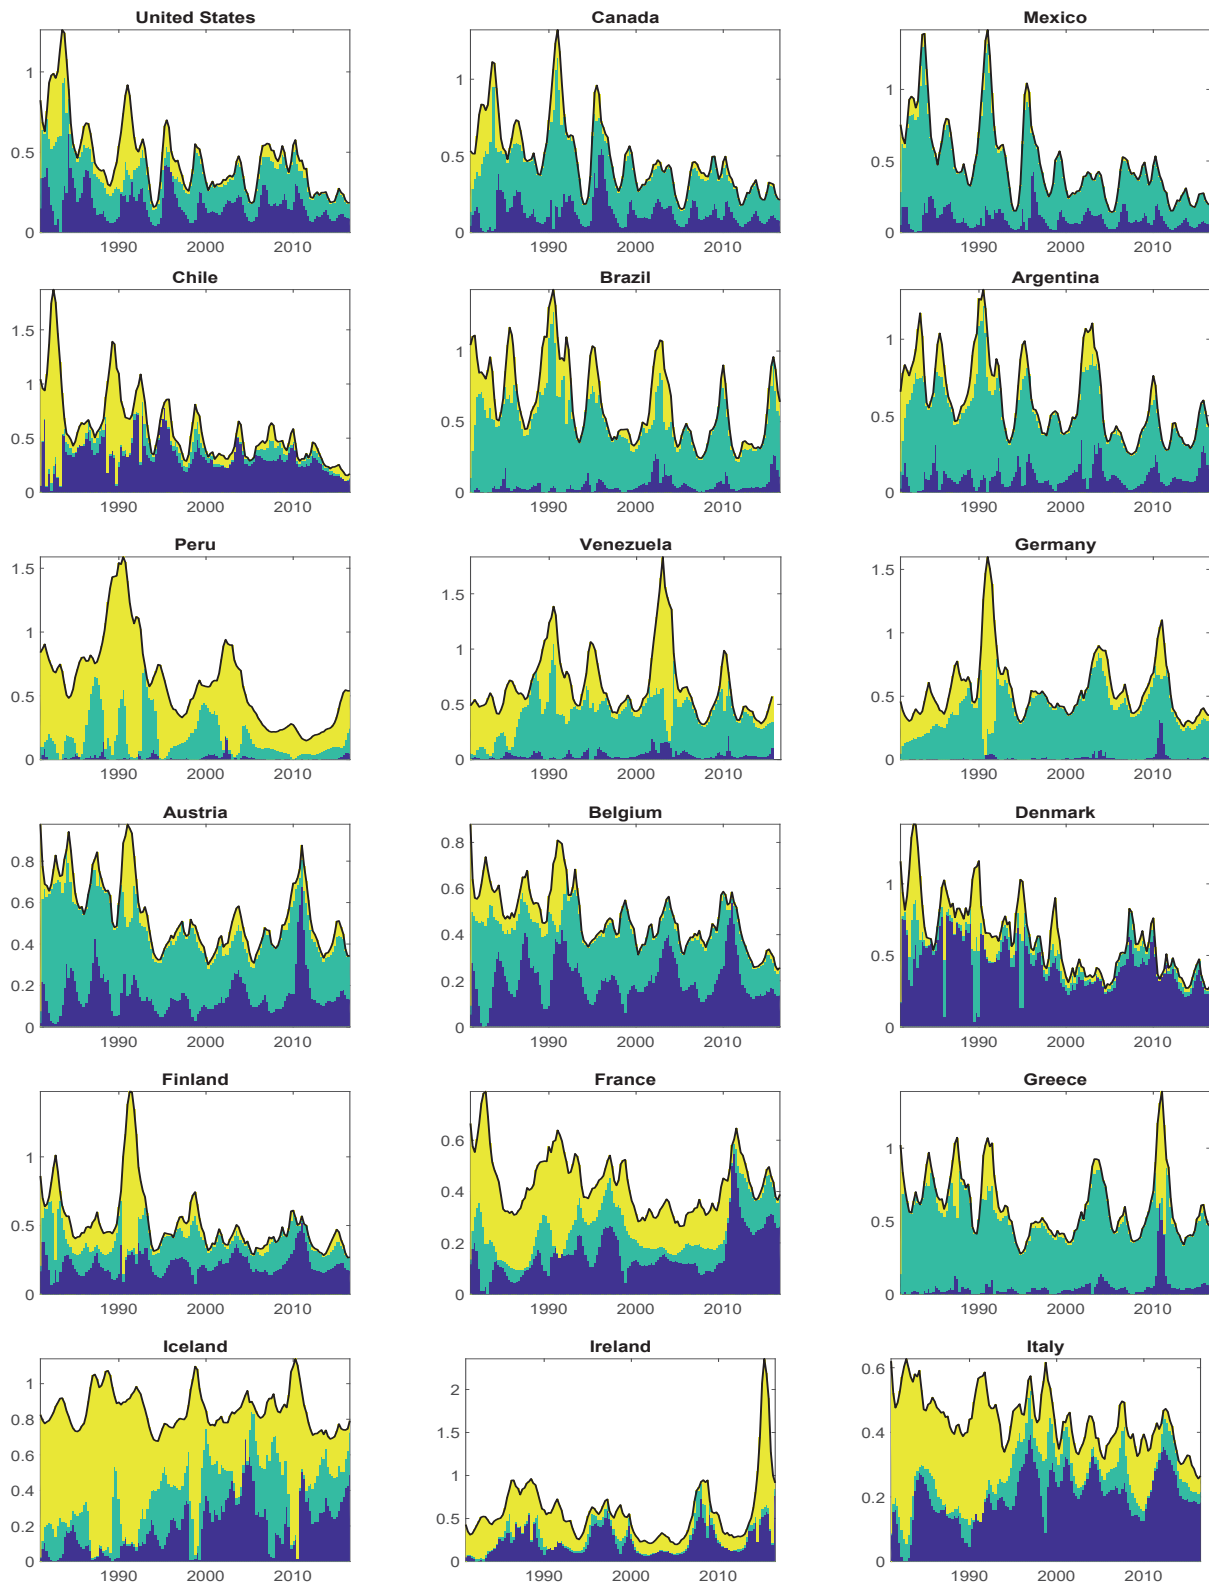 United States Canada Mexico
1 1 1
0.5 0.5 0.5
0 0 0
1990 2000 2010 1990 2000 2010 1990 2000 2010
Chile Brazil Argentina
1.5 1 1
1 0.5 0.5
0.5 0 0
0
1990 2000 2010 1990 2000 2010 1990 2000 2010
Peru Venezuela Germany
1.5 1.5 1.5
1 1 1
0.5 0.5 0.5
0 0 0
1990 2000 2010 1990 2000 2010 1990 2000 2010
Austria Belgium Denmark
0.8 0.8 1
0.6 0.6 0.5
0.4 0.4 0
0.2 0.2
0 0
1990 2000 2010 1990 2000 2010 1990 2000 2010
Finland France Greece
1 0.6 1
0.5 0.4 0.5
0 0.2 0
0
1990 2000 2010 1990 2000 2010 1990 2000 2010
Iceland Ireland Italy
1 2 0.6
0.8 1 0.4
0.6 0.5 0.2
0.4 0 0
0.2
0
1990 2000 2010 1990 2000 2010 1990 2000 2010